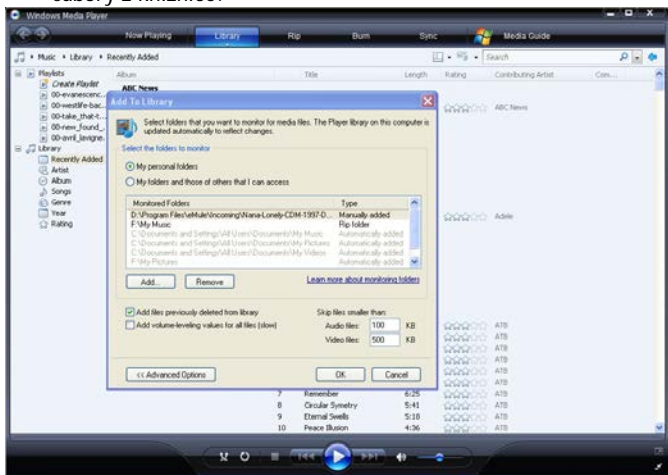 Windows Media Player
Now Playing Library Rip Burn Sync Media Guide
Music Library Recently Added Search
Playlists Album Title Length Rating Contributing Artist Com...
Create Playlist ABC News
00-evanescenc...
00-westlife-bac... ABC News
00-take_that-t...
00-new_found_...
00-avril_lavigne...
Library
Recently Added
Artist
Album
Songs
Genre
Year
Rating
Adele
Add To Library
Select folders that you want to monitor for media files. The Player library on this computer is
updated automatically to reflect changes.
Select the folders to monitor
My personal folders
My folders and those of others that I can access
Monitored Folders Type
D:\Program Files\eMule\Incoming\Nana-Lonely-CDM-1997-D... Manually added
F:\My Music Rip folder
C:\Documents and Settings\All Users\Documents\My Music Automatically added
C:\Documents and Settings\All Users\Documents\My Pictures Automatically added
C:\Documents and Settings\All Users\Documents\My Videos Automatically added
F:\My Pictures Automatically added
Add... Remove Learn more about monitoring folders
Add files previously deleted from library Skip files smaller than:
Add volume-leveling values for all files (slow) Audio files: 100 KB
Video files: 500 KB
<< Advanced Options OK Cancel
ATB
ATB
ATB
ATB
ATB
ATB
7 Remember 6:25 ATB
8 Circular Symetry 5:41 ATB
9 Eternal Swells 5:18 ATB
10 Peace Illusion 4:36 ATB